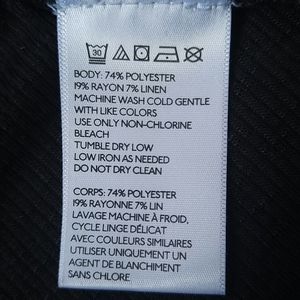 30
BODY: 74% POLYESTER
19% RAYON 7% LINEN
MACHINE WASH COLD GENTLE
WITH LIKE COLORS
USE ONLY NON-CHLORINE
BLEACH
TUMBLE DRY LOW
LOW IRON AS NEEDED
DO NOT DRY CLEAN
CORPS: 74% POLYESTER
19% RAYONNE 7% LIN
LAVAGE MACHINE À FROID,
CYCLE LINGE DÉLICAT
AVEC COULEURS SIMILAIRES
UTILISER UNIQUEMENT UN
AGENT DE BLANCHIMENT
SANS CHLORE.